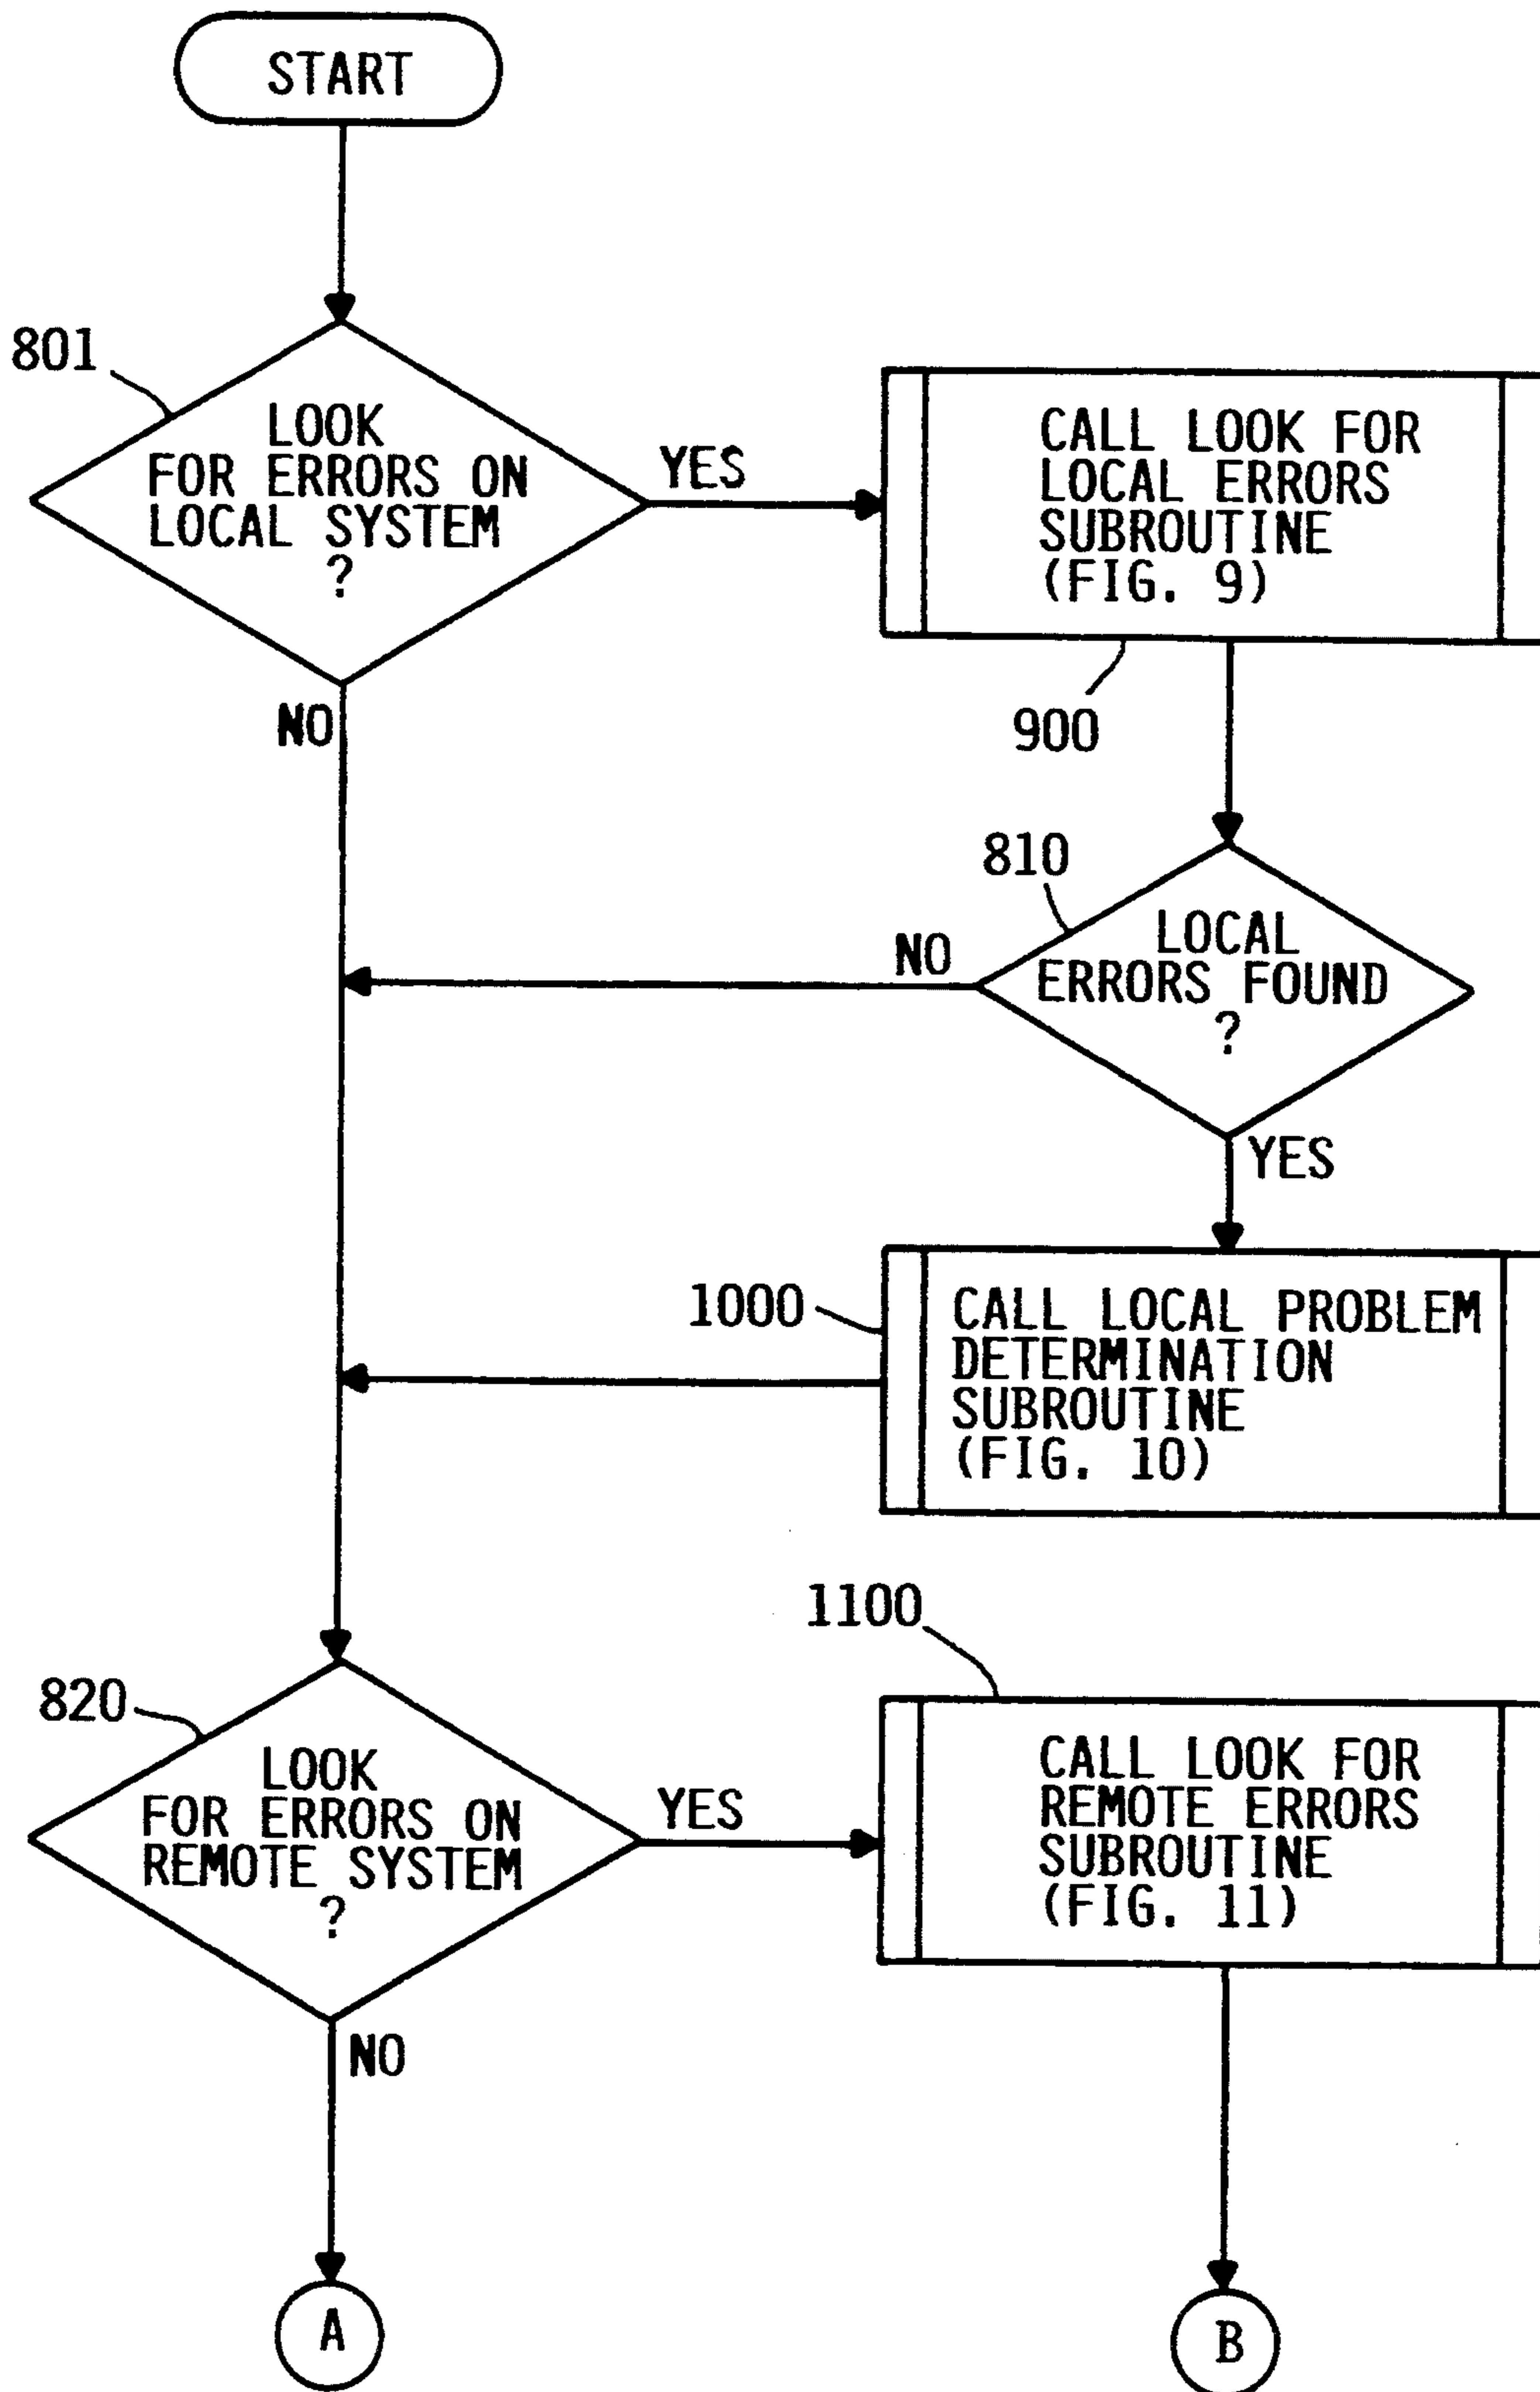 START
801
LOOK
FOR ERRORS ON
LOCAL SYSTEM
?
YES
NO
CALL LOOK FOR
LOCAL ERRORS
SUBROUTINE
(FIG. 9)
900
810
LOCAL
ERRORS FOUND
?
NO
YES
1000
CALL LOCAL PROBLEM
DETERMINATION
SUBROUTINE
(FIG. 10)
820
LOOK
FOR ERRORS ON
REMOTE SYSTEM
?
YES
NO
1100
CALL LOOK FOR
REMOTE ERRORS
SUBROUTINE
(FIG. 11)
A
B